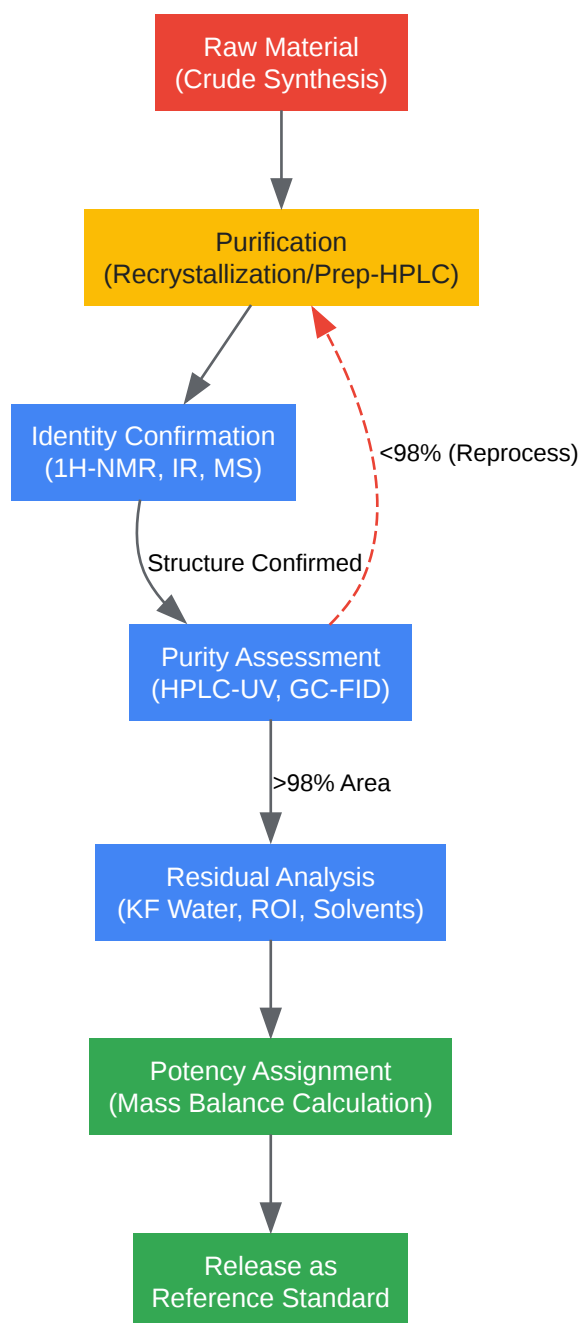 Raw Material
(Crude Synthesis)
Purification
(Recrystallization/Prep-HPLC)
Identity Confirmation
(1H-NMR, IR, MS)
<98% (Reprocess)
Structure Confirmed
Purity Assessment
(HPLC-UV, GC-FID)
>98% Area
Residual Analysis
(KF Water, ROI, Solvents)
Potency Assignment
(Mass Balance Calculation)
Release as
Reference Standard